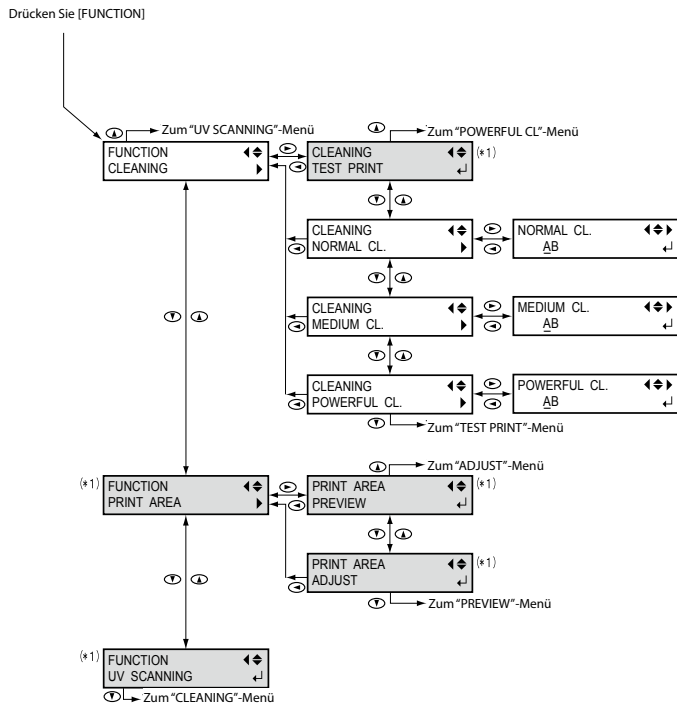 Drücken Sie [FUNCTION]
Zum "UV SCANNING"-Menü
Zum "POWERFUL CL"-Menü
FUNCTION
CLEANING
CLEANING
TEST PRINT
(*1)
CLEANING
NORMAL CL.
NORMAL CL.
AB
CLEANING
MEDIUM CL.
MEDIUM CL.
AB
CLEANING
POWERFUL CL.
POWERFUL CL.
AB
Zum "TEST PRINT"-Menü
Zum "ADJUST"-Menü
(*1)
FUNCTION
PRINT AREA
PRINT AREA
PREVIEW
(*1)
PRINT AREA
ADJUST
(*1)
Zum "PREVIEW"-Menü
(*1)
FUNCTION
UV SCANNING
Zum "CLEANING"-Menü